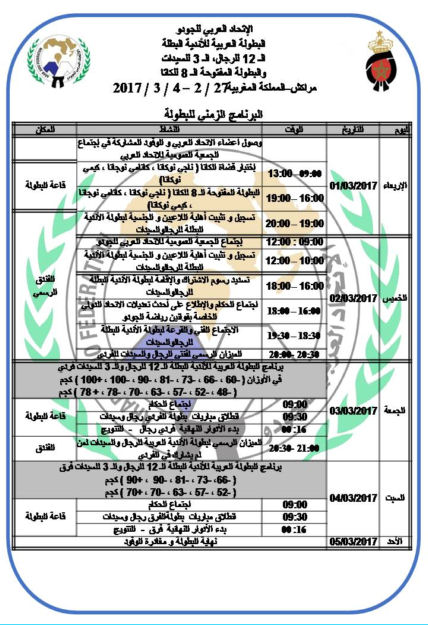 الإتحاد العربي للجودو
البطولة العربية للأندية البطلة
الـ 12 للرجال، الـ 3 للسيدات
والبطولة المفتوحة الـ 8 للكاتا
مراكش–المملكة المغربية 27 / 2 – 4 / 3 / 2017
البرنامج الزمني للبطولة
اليوم التاريخ الوقت النشاط المكان
وصول أعضاء الاتحاد العربي و الوفود للمشاركة في إجتماع
الجمعية العمومية للاتحاد العربي
الإربعاء 01/03/2017 09:00–13:00 إختبار قضاة الكاتا ( ناجي نوكاتا ، كاتامي نوجاتا ، كيمي
نوكاتا) قاعة البطولة
16:00–19:00 البطولة المفتوحة الـ 8 للكاتا ( ناجي نوكاتا ، كاتامي نوجاتا
، كيمي نوكاتا)
19:00–20:00 تسجيل و تثبيت أهلية اللاعبين و الجنسية لبطولة الأندية
البطلة للرجال والسيدات
الخميس 02/03/2017 09:00 : 12:00 إجتماع الجمعية العمومية للاتحاد العربي للجودو الفندق الرسمي
10:00–12:00 تسجيل و تثبيت أهلية اللاعبين و الجنسية لبطولة الأندية
البطلة للرجال والسيدات
16:00–18:00 تسديد رسوم الاشتراك والإقامة لبطولة الأندية البطلة
للرجال والسيدات
16:00–18:00 اجتماع الحكام والإطلاع على أحدث تعديلات الاتحاد الدولي
الخاصة بقوانين رياضة الجودو
18:30–19:30 الاجتماع الفني والقرعة لبطولة الأندية البطلة
للرجال والسيدات
20:00-20:30 الميزان الرسمي للفتي للرجال والسيدات للفردي
الجمعة 03/03/2017 برنامج البطولة العربية للأندية البطلة الـ 12 للرجال والـ 3 للسيدات فردي
في الأوزان ( -60، -66، -73، -81، -90، -100، +100 ) كجم
( -48، -52، -57، -63، -70، -78، +78 ) كجم
09:00 اجتماع الحكام
09:30 انطلاق مباريات بطولة الأندية الفردي رجال وسيدات قاعة البطولة
00:16 بدء الأدوار النهائية فردي رجال - التتويج
20:30-21:00 الميزان الرسمي لبطولة الأندية العربية للرجال والسيدات لمن
لم يشارك في الفردي الفندق
السبت 04/03/2017 برنامج البطولة العربية للأندية البطلة الـ 12 للرجال والـ 3 للسيدات فرق
( -66، -73، -81، -90، +90 ) كجم
( -52، -57، -63، -70، +70 ) كجم
09:00 اجتماع الحكام
09:30 انطلاق مباريات بطولة الفرق رجال وسيدات قاعة البطولة
00:16 بدء الأدوار النهائية فرق - التتويج
الأحد 05/03/2017 نهاية البطولة و مغادرة الوفود